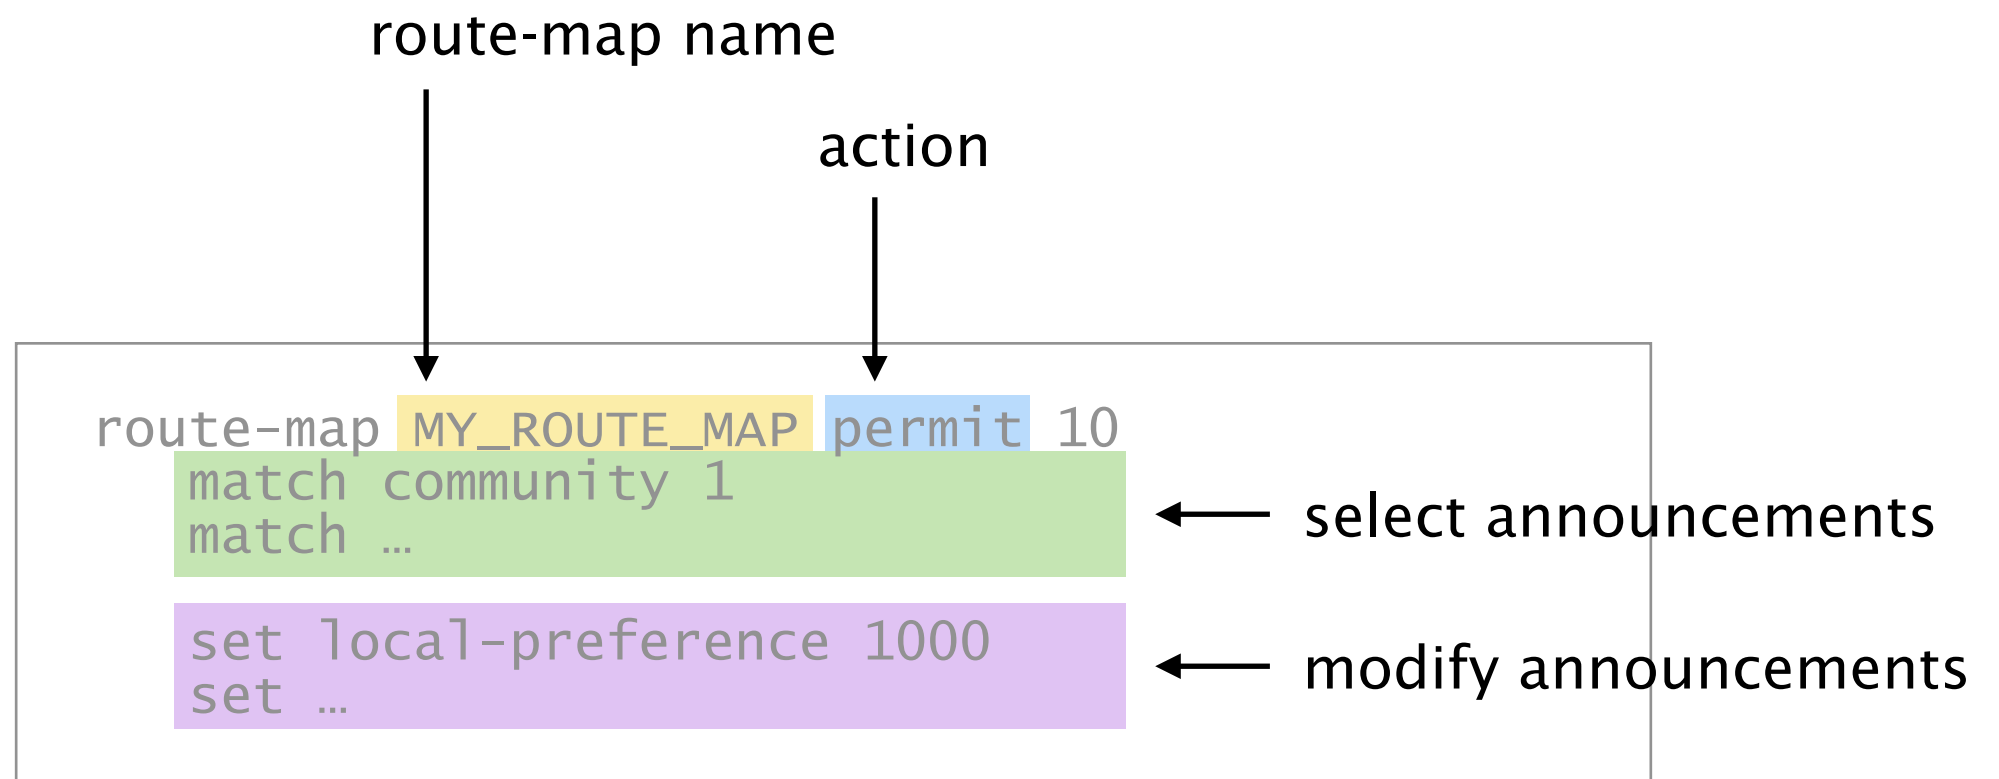 route-map name
action
route-map MY_ROUTE_MAP permit 10
match community 1
match …
select announcements
set local-preference 1000
set …
modify announcements